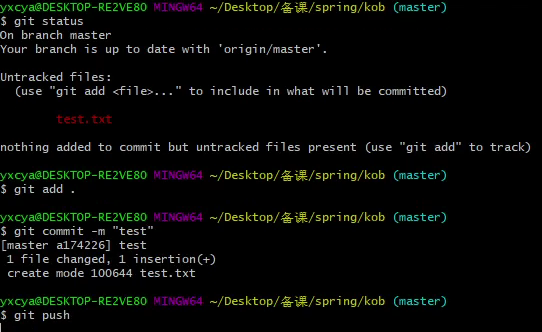 yxcya@DESKTOP-RE2VE80 MINGW64 ~/Desktop/备课/spring/kob (master)
$ git status
On branch master
Your branch is up to date with 'origin/master'.
Untracked files:
(use "git add <file>..." to include in what will be committed)
test.txt
nothing added to commit but untracked files present (use "git add" to track)
yxcya@DESKTOP-RE2VE80 MINGW64 ~/Desktop/备课/spring/kob (master)
$ git add .
yxcya@DESKTOP-RE2VE80 MINGW64 ~/Desktop/备课/spring/kob (master)
$ git commit -m "test"
[master a174226] test
1 file changed, 1 insertion(+)
create mode 100644 test.txt
yxcya@DESKTOP-RE2VE80 MINGW64 ~/Desktop/备课/spring/kob (master)
$ git push